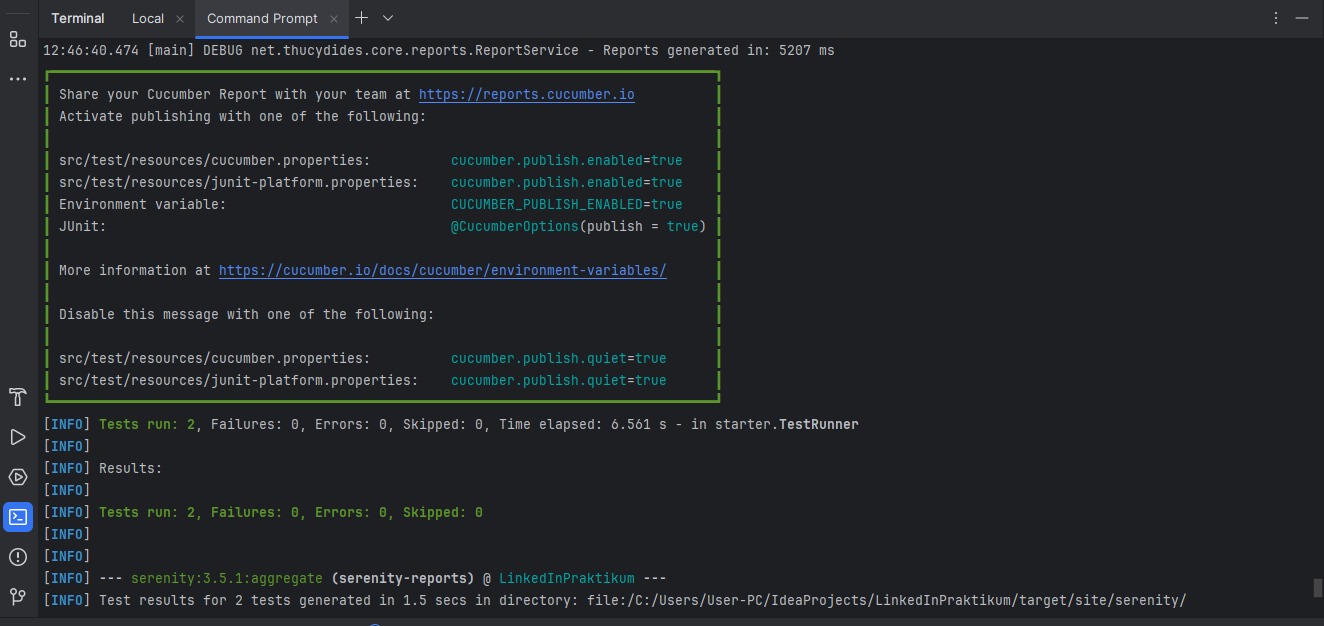 Terminal Local × Command Prompt ×
12:46:40.474 [main] DEBUG net.thucydides.core.reports.ReportService - Reports generated in: 5207 ms
Share your Cucumber Report with your team at https://reports.cucumber.io
Activate publishing with one of the following:
src/test/resources/cucumber.properties: cucumber.publish.enabled=true
src/test/resources/junit-platform.properties: cucumber.publish.enabled=true
Environment variable: CUCUMBER_PUBLISH_ENABLED=true
JUnit: @CucumberOptions(publish = true)
More information at https://cucumber.io/docs/cucumber/environment-variables/
Disable this message with one of the following:
src/test/resources/cucumber.properties: cucumber.publish.quiet=true
src/test/resources/junit-platform.properties: cucumber.publish.quiet=true
[INFO] Tests run: 2, Failures: 0, Errors: 0, Skipped: 0, Time elapsed: 6.561 s - in starter.TestRunner
[INFO]
[INFO] Results:
[INFO]
[INFO] Tests run: 2, Failures: 0, Errors: 0, Skipped: 0
[INFO]
[INFO]
[INFO] --- serenity:3.5.1:aggregate (serenity-reports) @ LinkedInPraktikum ---
[INFO] Test results for 2 tests generated in 1.5 secs in directory: file:/C:/Users/User-PC/IdeaProjects/LinkedInPraktikum/target/site/serenity/